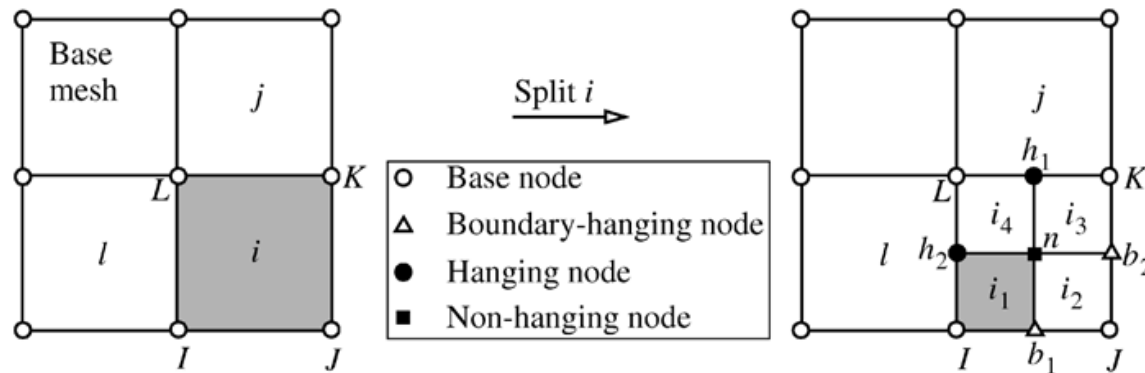 Base
mesh
j
L
K
l
i
I
J
Split i
Base node
Boundary-hanging node
Hanging node
Non-hanging node
j
h1
L
K
i4
i3
l
h2
n
b2
i1
i2
I
b1
J